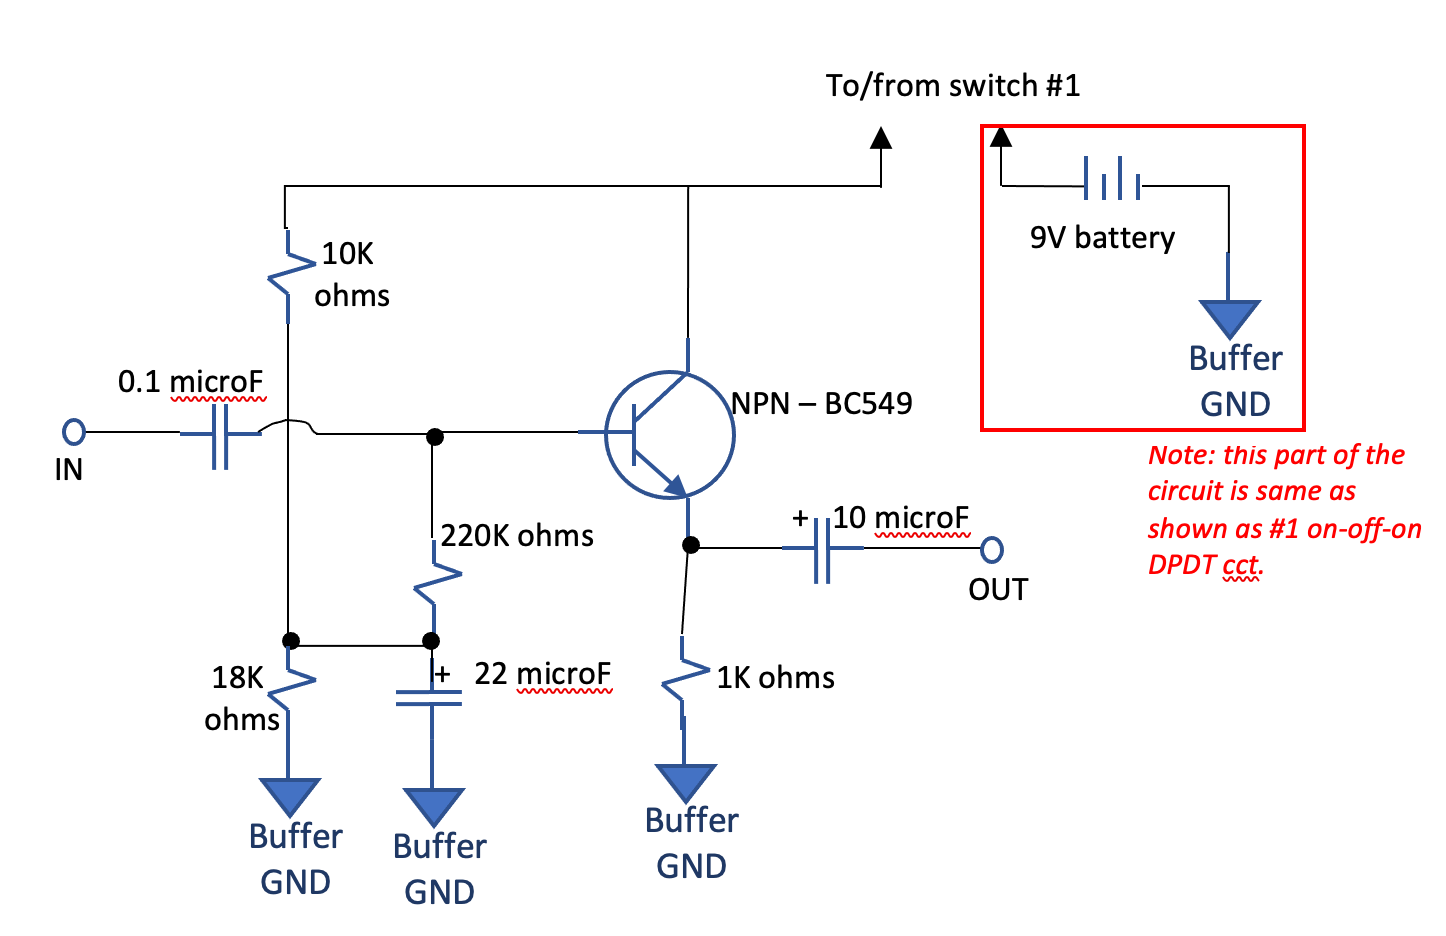 To/from switch #1
10K
ohms
9V battery
Buffer
GND
0.1 microF
NPN – BC549
IN
Note: this part of the
circuit is same as
shown as #1 on-off-on
DPDT cct.
+ 10 microF
220K ohms
OUT
18K
ohms
+ 22 microF
1K ohms
Buffer
GND
Buffer
GND
Buffer
GND